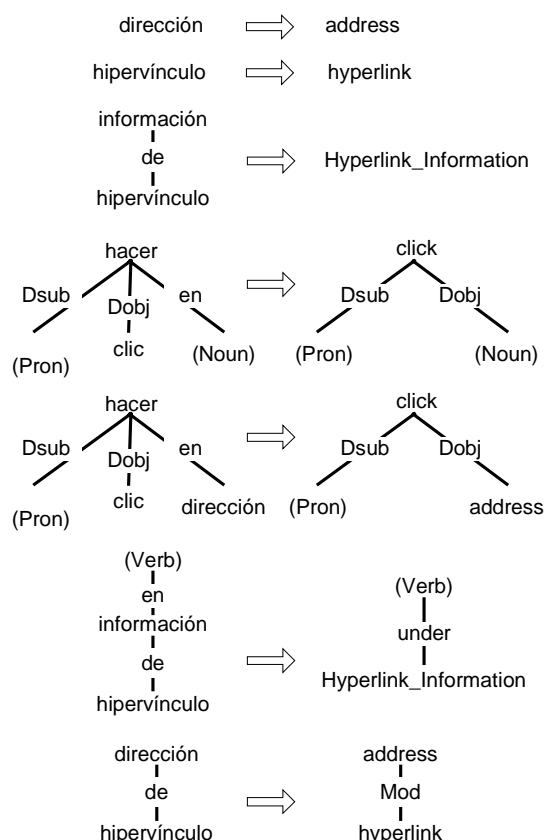 dirección address
hipervínculo hyperlink
información
de Hyperlink_Information
hipervínculo
hacer click
Dsub Dobj en Dsub Dobj
(Pron) clic (Noun) (Pron) (Noun)
hacer click
Dsub Dobj en Dsub Dobj
(Pron) clic dirección (Pron) address
(Verb) (Verb)
en
información under
de
hipervínculo Hyperlink_Information
dirección address
de Mod
hipervínculo hyperlink